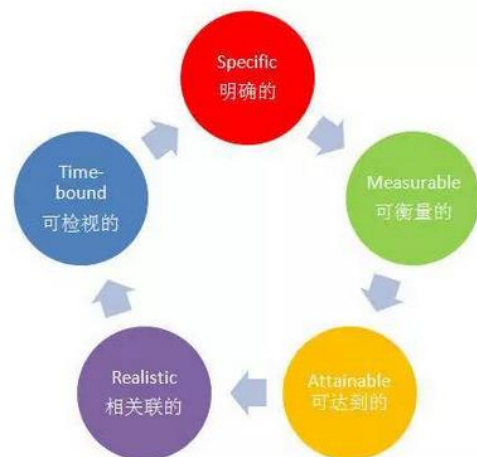 Specific
明确的
Measurable
可衡量的
Attainable
可达到的
Realistic
相关联的
Time-
bound
可检视的